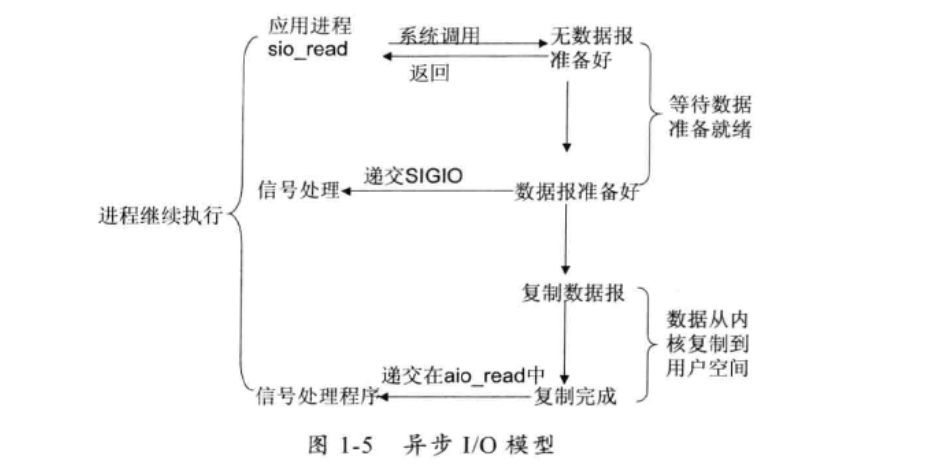 应用进程
sio_read
系统调用
返回
无数据报
准备好
等待数据
准备就绪
信号处理
递交SIGIO
数据报准备好
进程继续执行
复制数据报
数据从内
核复制到
用户空间
信号处理程序
递交在aio_read中
复制完成
图 1-5 异步 I/O 模型